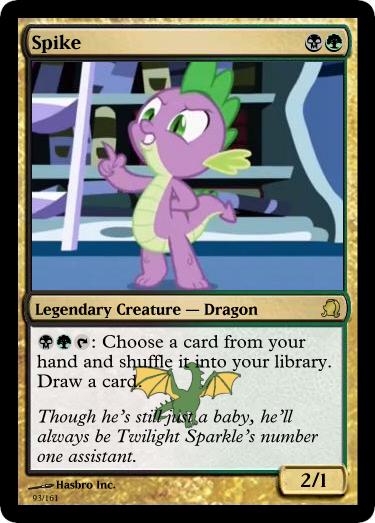 Spike
Legendary Creature — Dragon
: Choose a card from your
hand and shuffle it into your library.
Draw a card.
Though he's still just a baby, he'll
always be Twilight Sparkle's number
one assistant.
2/1
Hasbro Inc.
93/161